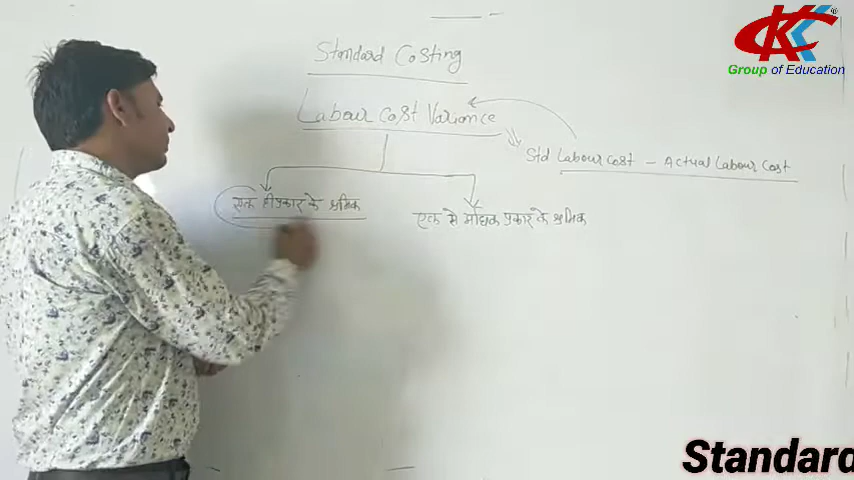 KK
Group of Education
Standard Costing
Labour Cost Variance
Std Labour Cost - Actual Labour Cost
एक ही प्रकार के श्रमिक
एक से अधिक प्रकार के श्रमिक
Standard